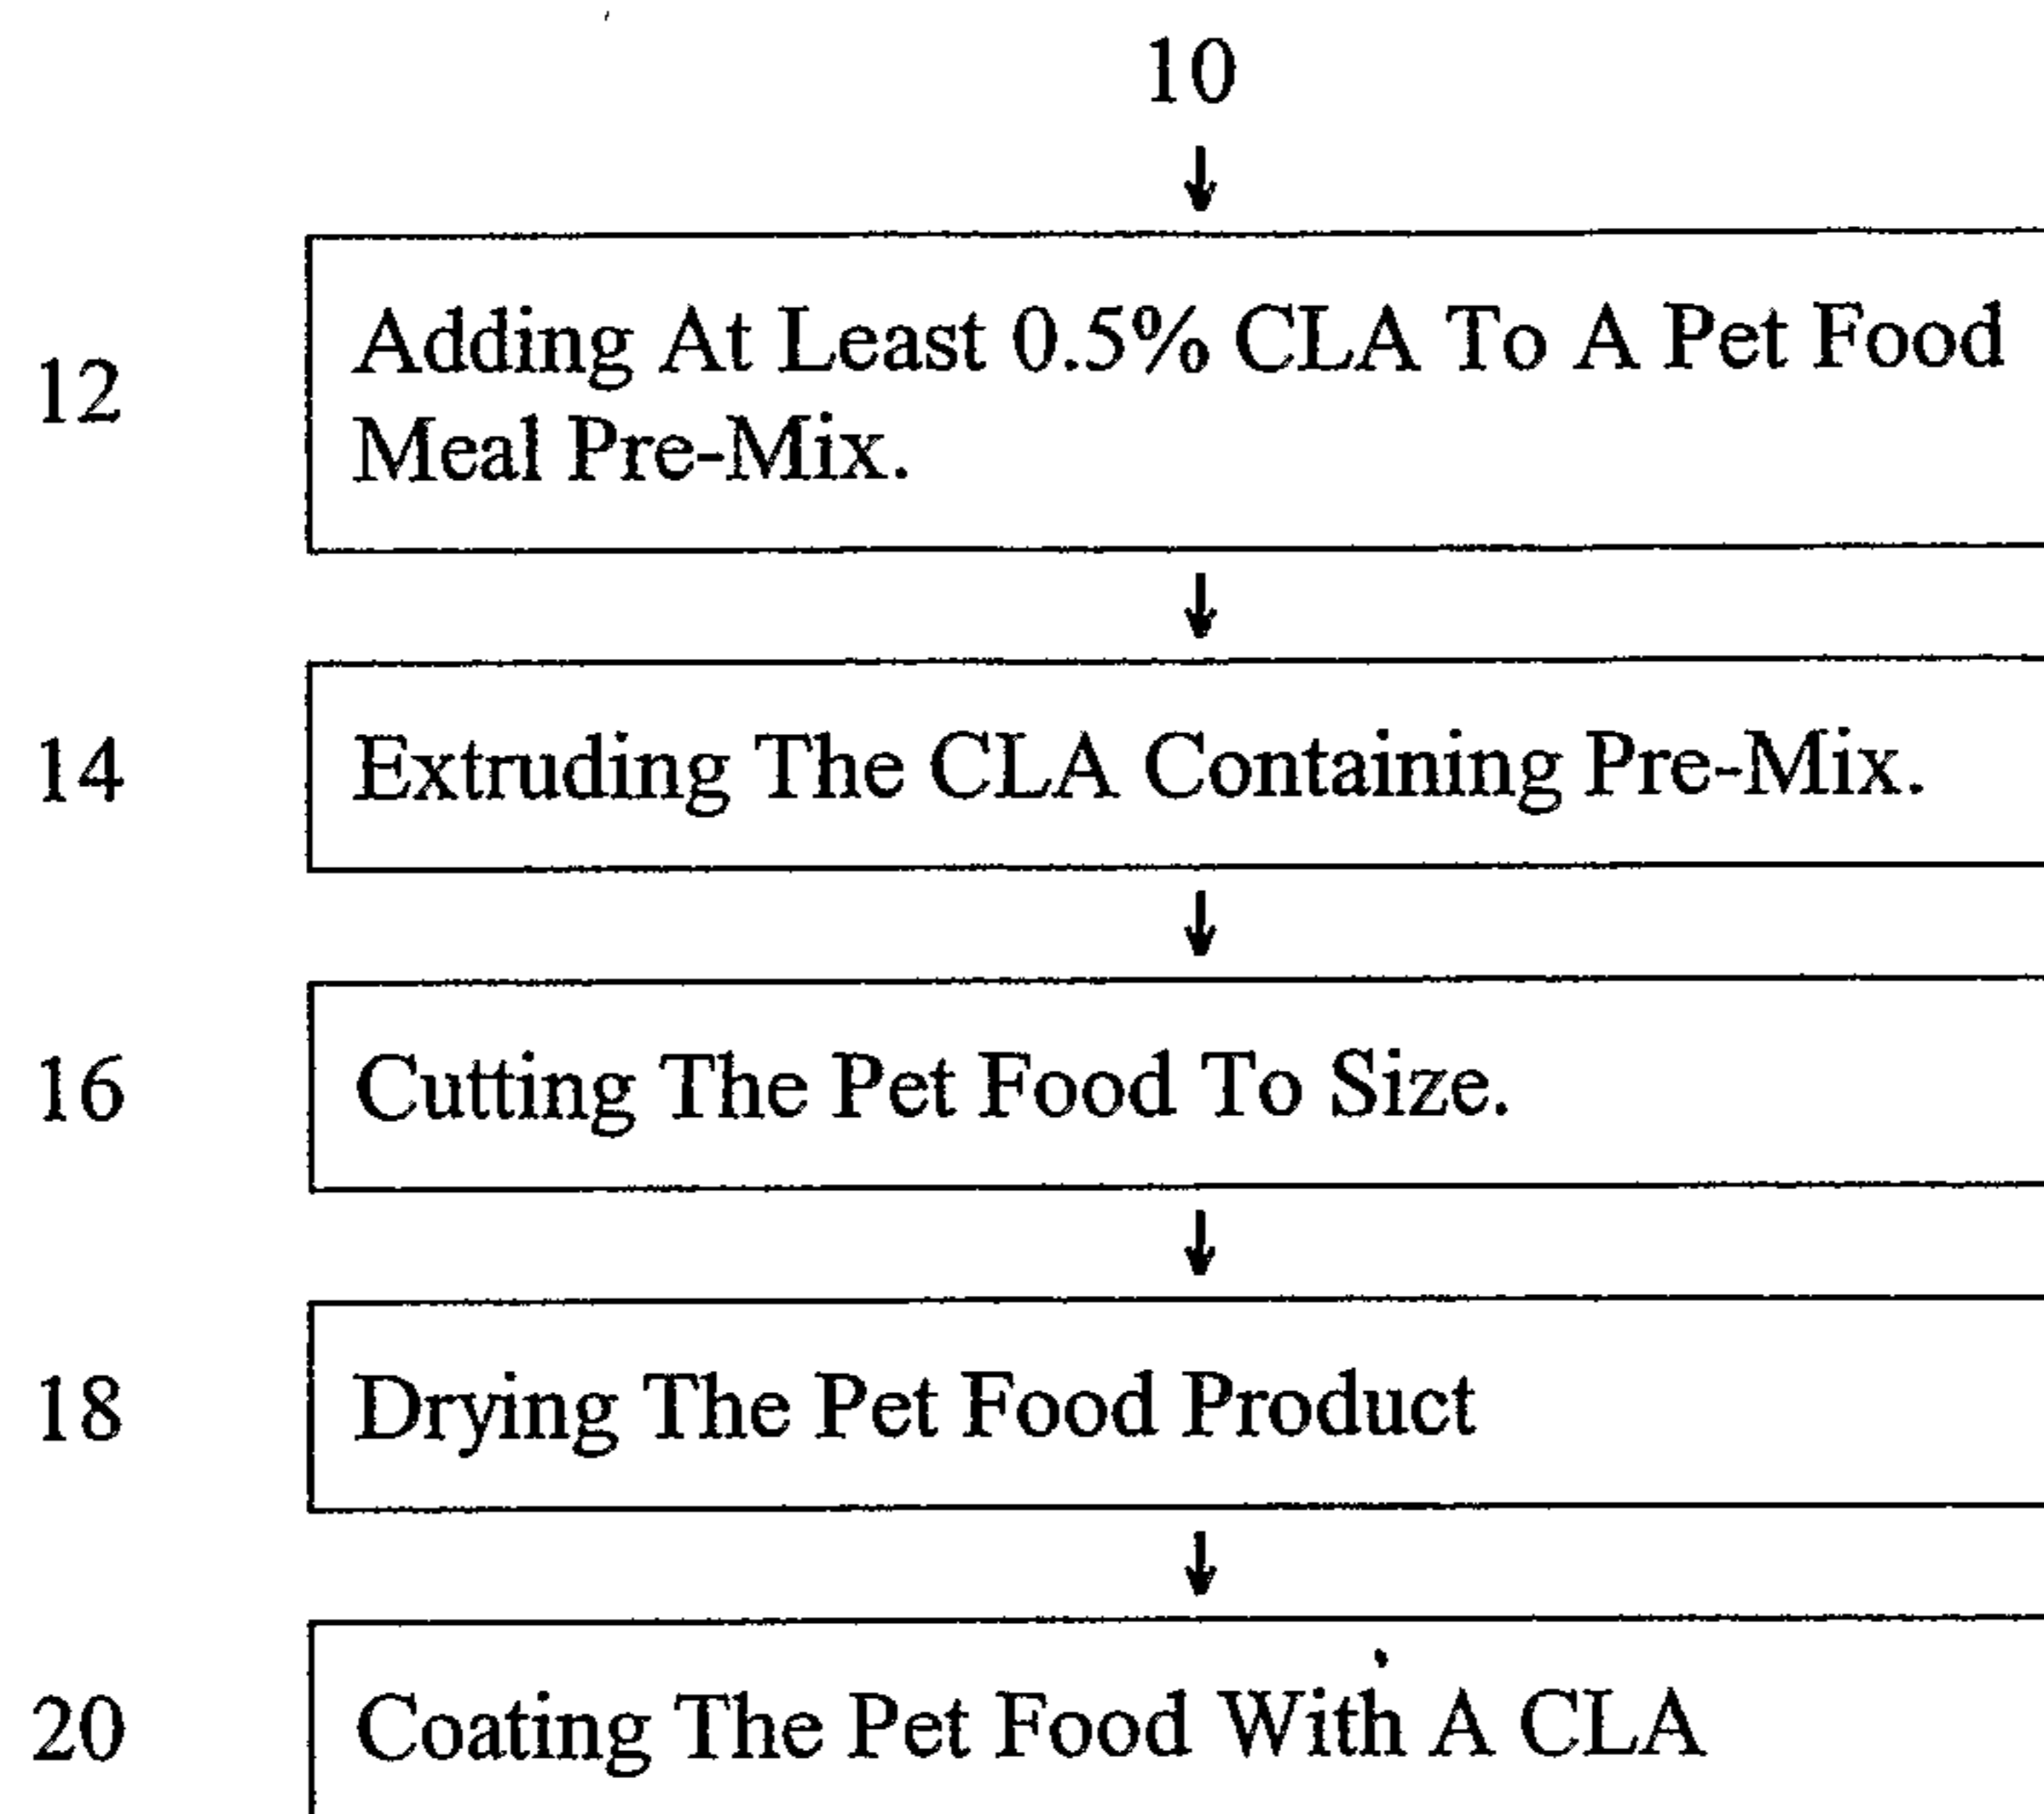 10
12
Adding At Least 0.5% CLA To A Pet Food
Meal Pre-Mix.
14
Extruding The CLA Containing Pre-Mix.
16
Cutting The Pet Food To Size.
18
Drying The Pet Food Product
20
Coating The Pet Food With A CLA